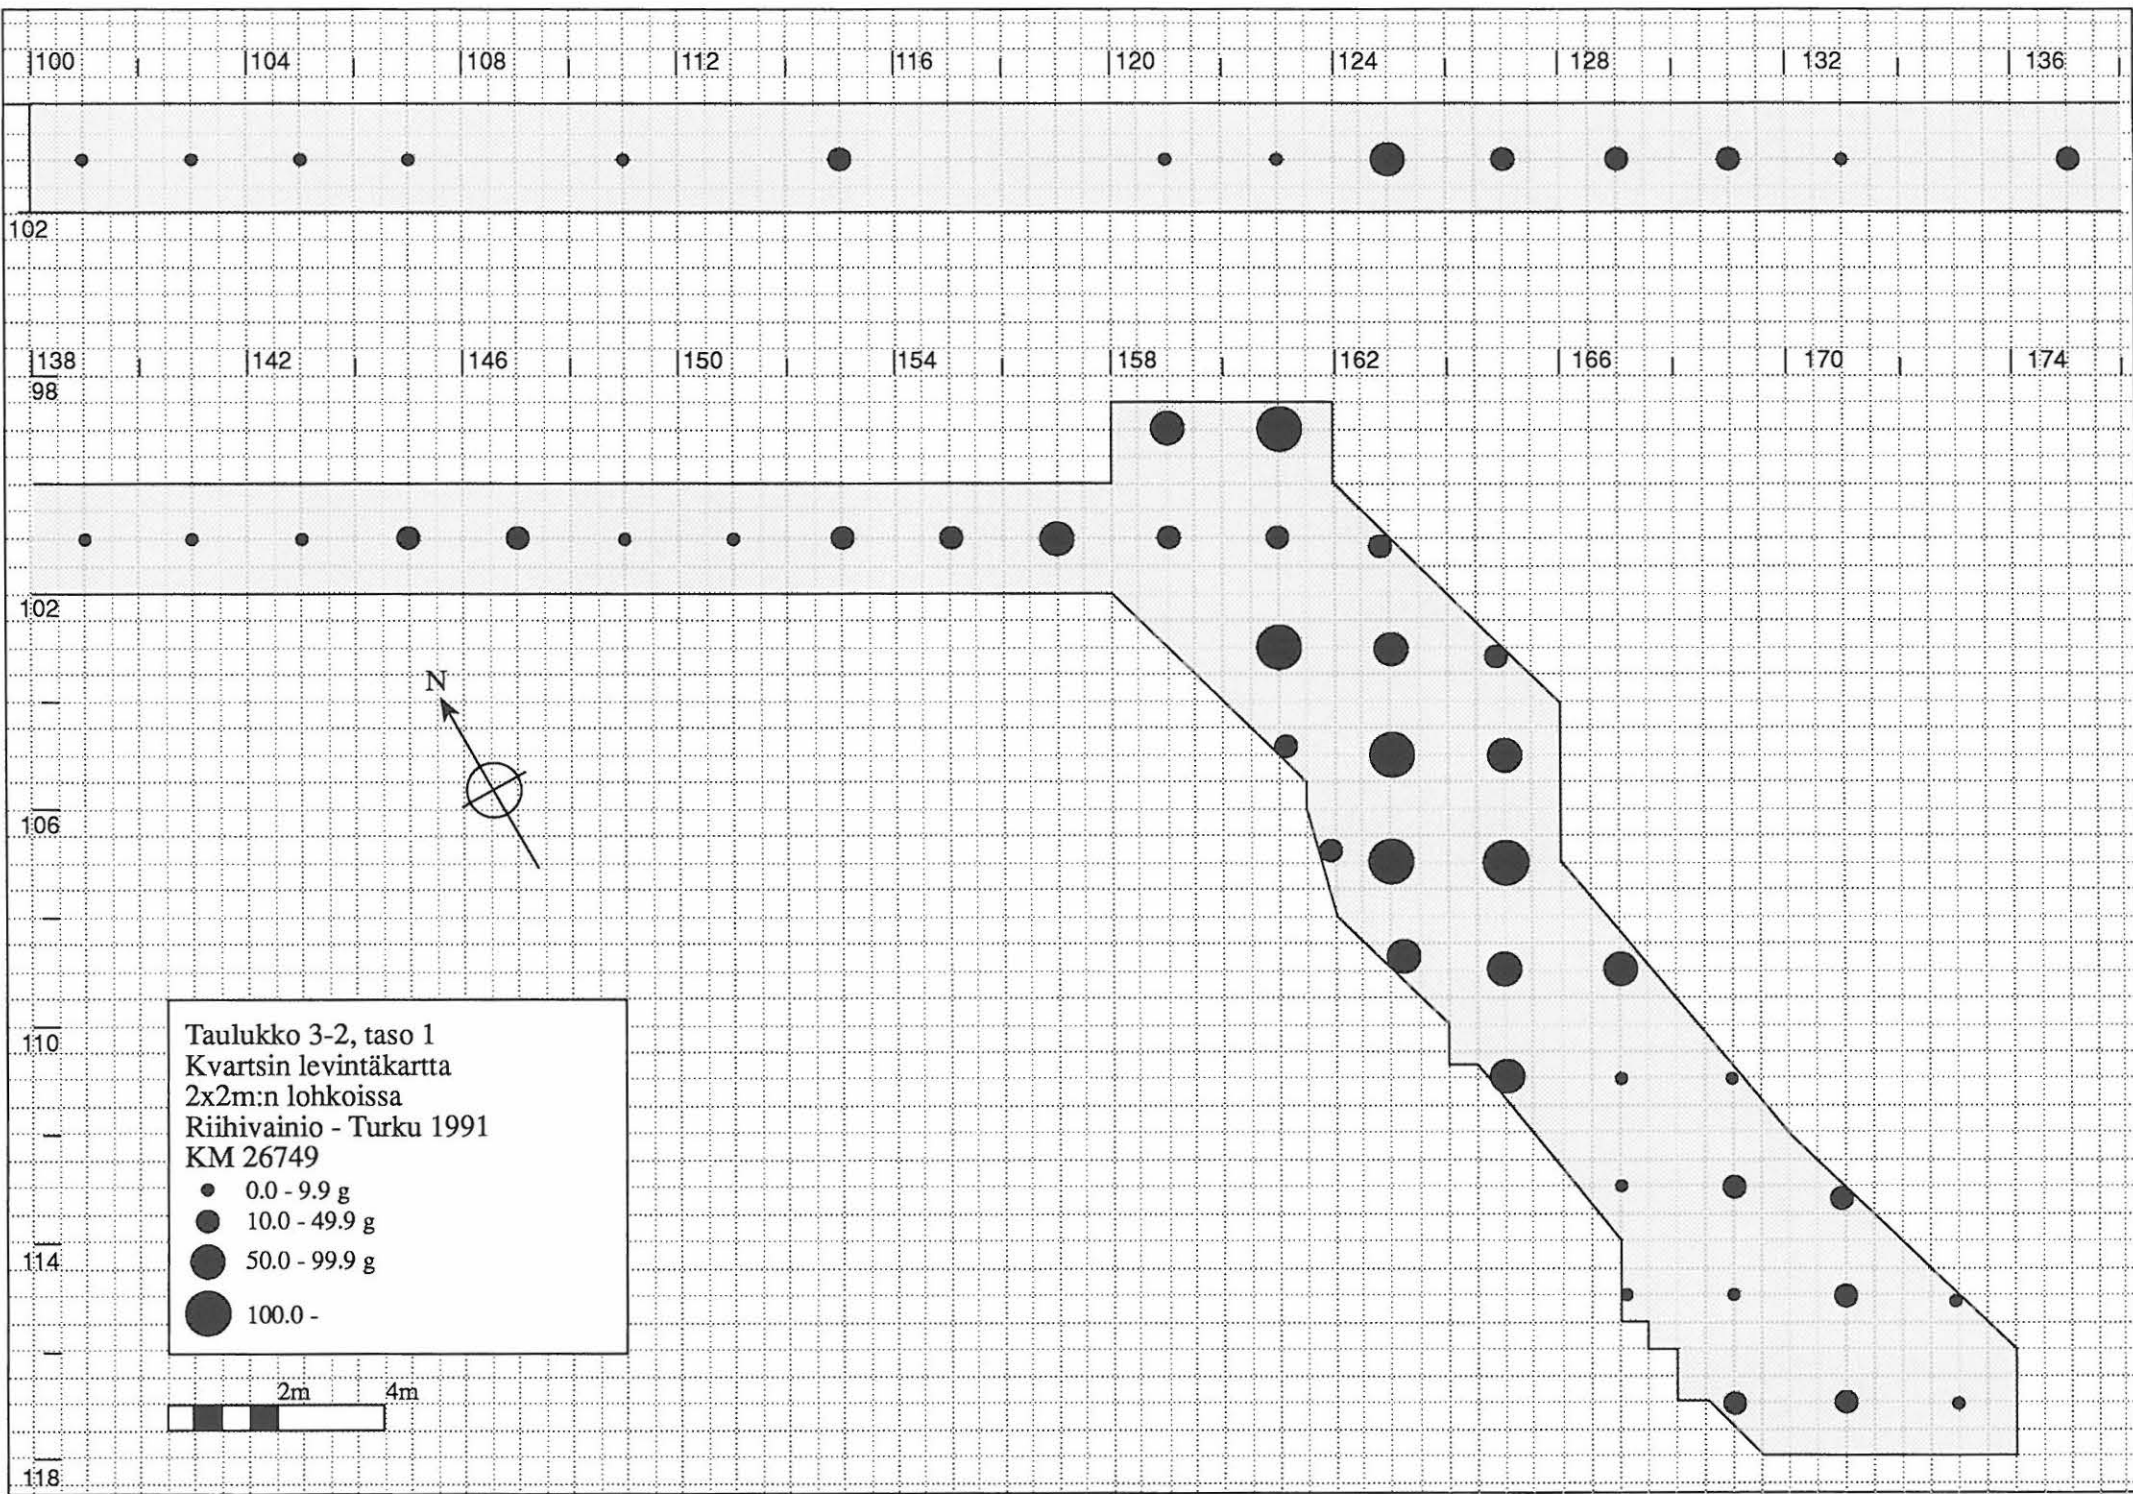 100 104 108 112 116 120 124 128 132 136
102
138 142 146 150 154 158 162 166 170 174
98
102
N
106
110
114
118
Taulukko 3-2, taso 1
Kvartsin levintäkartta
2x2m:n lohkoissa
Riihivainio - Turku 1991
KM 26749
0.0 - 9.9 g
10.0 - 49.9 g
50.0 - 99.9 g
100.0 -
2m 4m